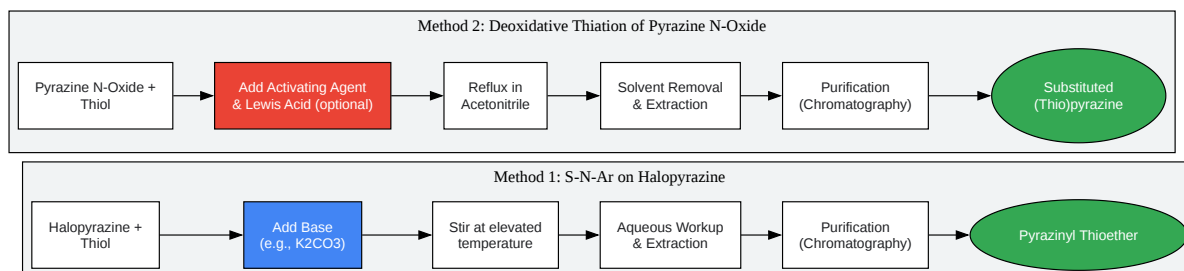 Method 2: Deoxidative Thiation of Pyrazine N-Oxide
Pyrazine N-Oxide +
Thiol
Add Activating Agent
& Lewis Acid (optional)
Reflux in
Acetonitrile
Solvent Removal
& Extraction
Purification
(Chromatography)
Substituted
(Thio)pyrazine
Method 1: S-N-Ar on Halopyrazine
Halopyrazine +
Thiol
Add Base
(e.g., K2CO3)
Stir at elevated
temperature
Aqueous Workup
& Extraction
Purification
(Chromatography)
Pyrazinyl Thioether